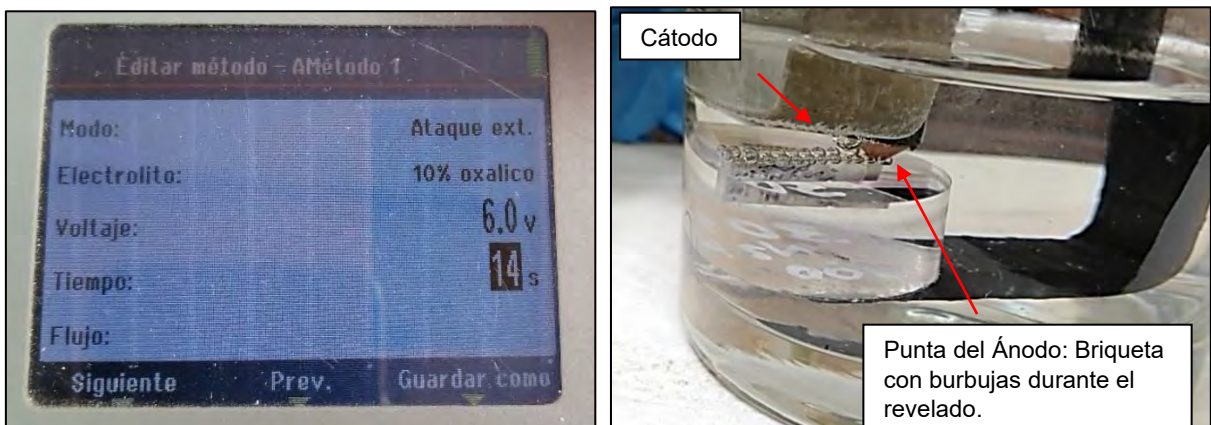 Editar método - AMétodo 1
Modo: Ataque ext.
Electrolito: 10% oxalico
Voltaje: 6.0 v
Tiempo: 14 s
Flujo:
Siguiente Prev. Guardar como
Cátodo
Punta del Ánodo: Briqueta
con burbujas durante el
revelado.